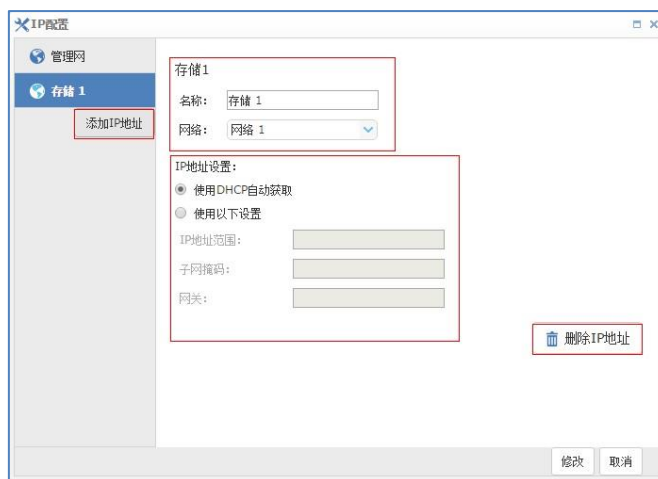 IP配置
管理网
存储 1
添加IP地址
存储1
名称: 存储 1
网络: 网络 1
IP地址设置:
使用DHCP自动获取
使用以下设置
IP地址范围:
子网掩码:
网关:
删除IP地址
修改 取消